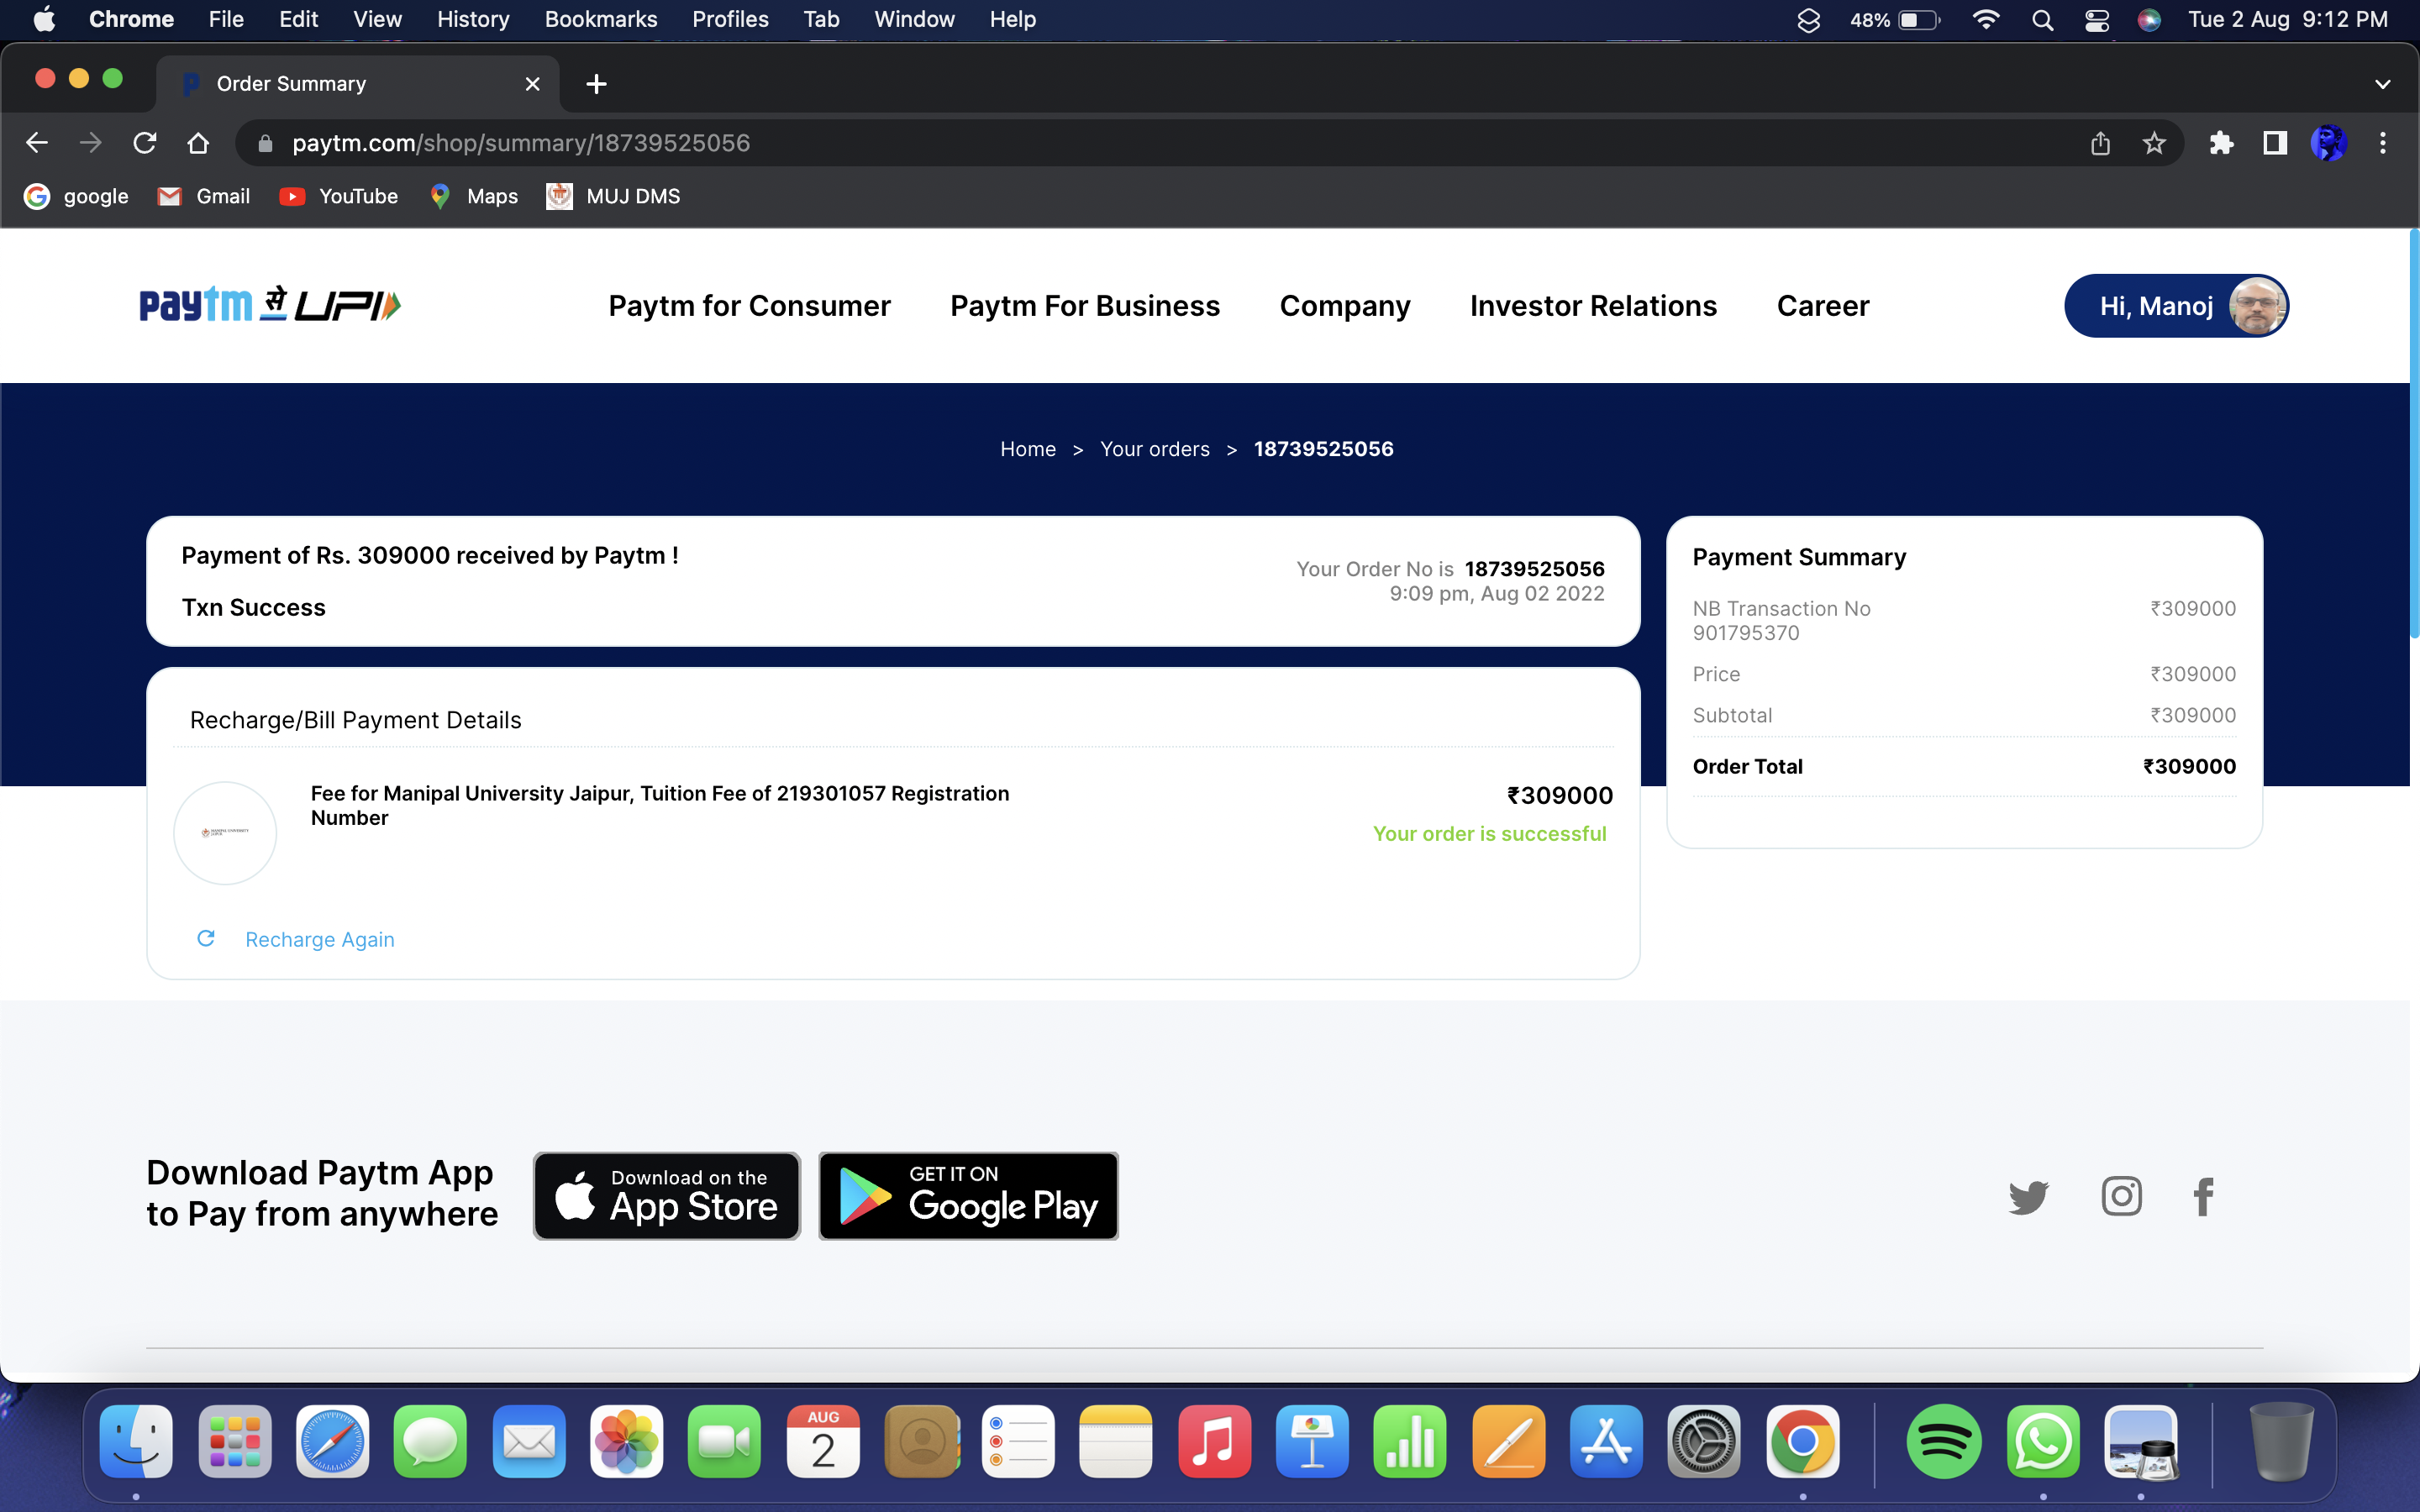 Chrome File Edit View History Bookmarks Profiles Tab Window Help 48% Tue 2 Aug 9:12 PM
Order Summary
paytm.com/shop/summary/18739525056
google Gmail YouTube Maps MUJ DMS
paytm से UPI Paytm for Consumer Paytm For Business Company Investor Relations Career Hi, Manoj
Home > Your orders > 18739525056
Payment of Rs. 309000 received by Paytm !
Txn Success
Your Order No is 18739525056
9:09 pm, Aug 02 2022
Payment Summary
NB Transaction No ₹309000
901795370
Price ₹309000
Subtotal ₹309000
Order Total ₹309000
Recharge/Bill Payment Details
MANIPAL UNIVERSITY
JAIPUR
Fee for Manipal University Jaipur, Tuition Fee of 219301057 Registration
Number
₹309000
Your order is successful
Recharge Again
Download Paytm App
to Pay from anywhere
Download on the
App Store
GET IT ON
Google Play
AUG
2